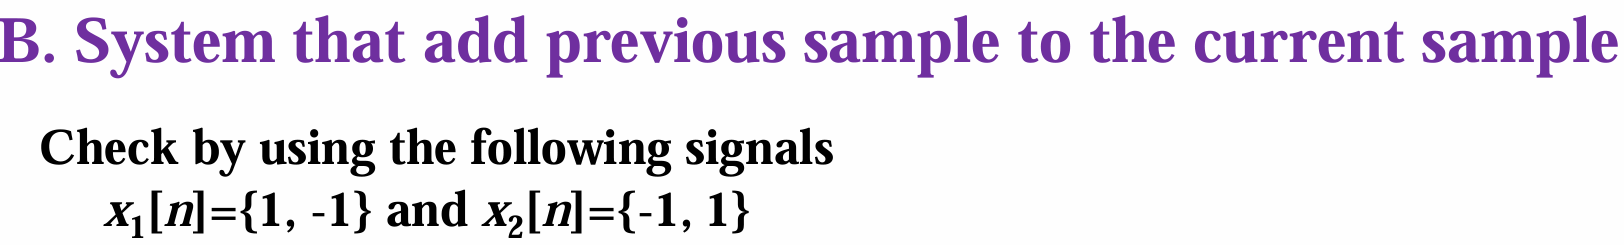 B. System that add previous sample to the current sample
Check by using the following signals
x₁[n]={1, -1} and x₂[n]={-1, 1}